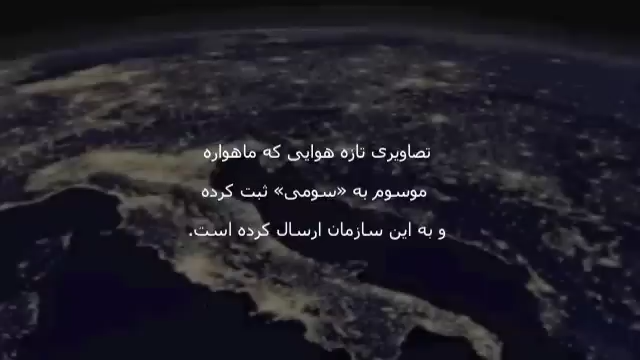 تصاویری تازه هوایی که ماهواره
موسوم به «سومی» ثبت کرده
و به این سازمان ارسال کرده است.